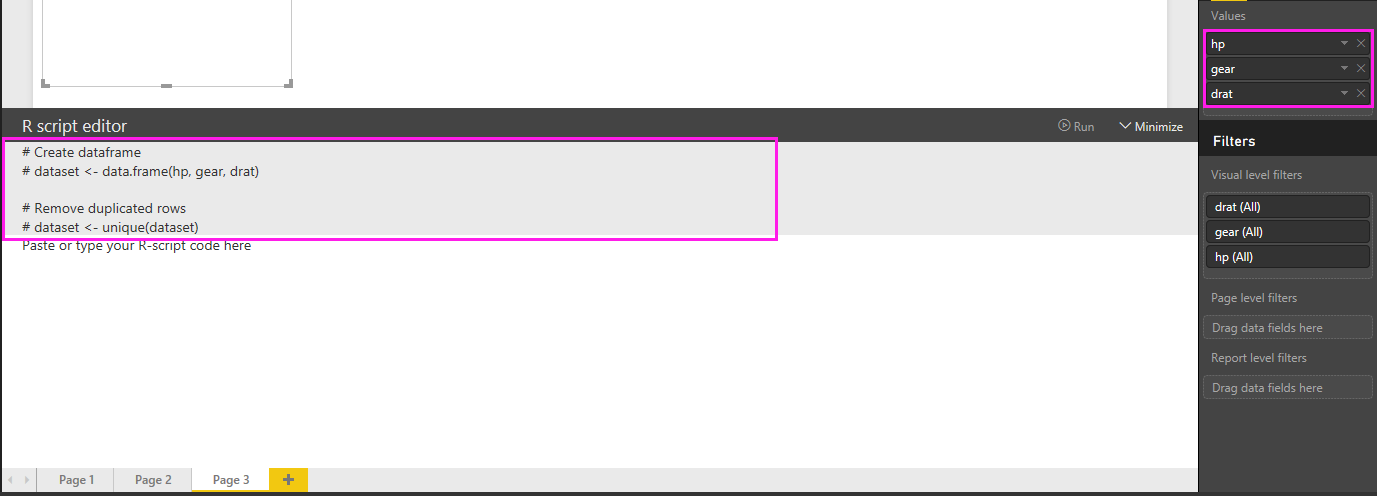 Values
hp
gear
drat
R script editor
Run
Minimize
# Create dataframe
# dataset <- data.frame(hp, gear, drat)
# Remove duplicated rows
# dataset <- unique(dataset)
Paste or type your R-script code here
Filters
Visual level filters
drat (All)
gear (All)
hp (All)
Page level filters
Drag data fields here
Report level filters
Drag data fields here
Page 1
Page 2
Page 3